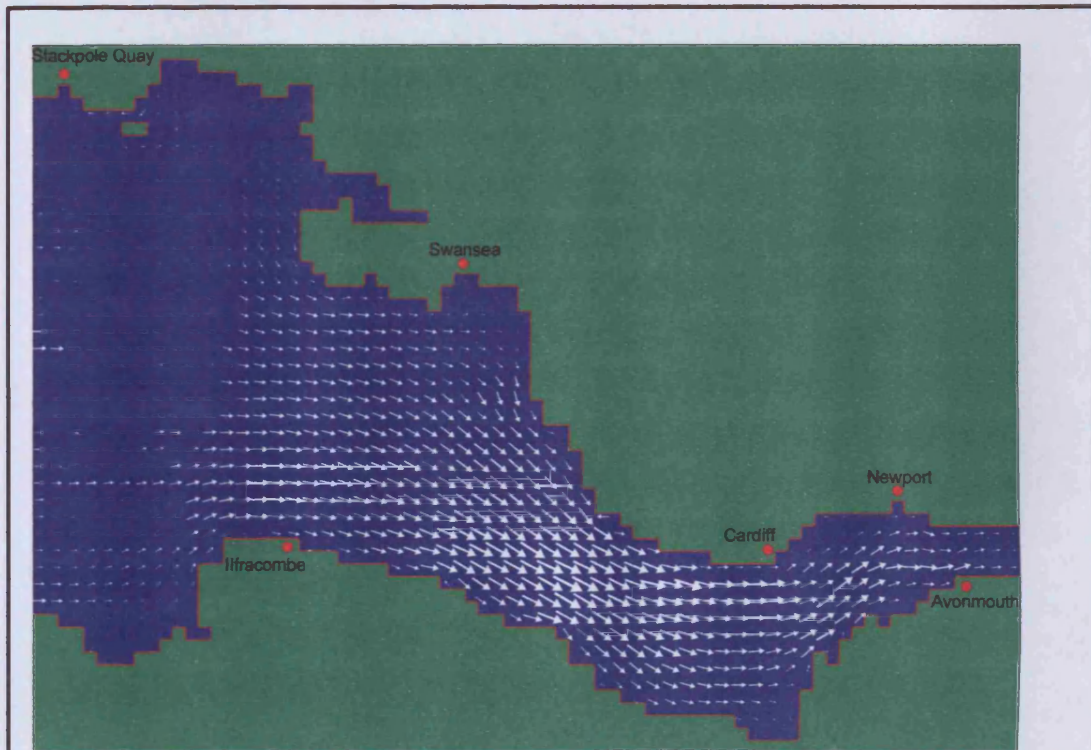 Stackpole Quay
Swansea
Newport
Cardiff
Ilfracombe
Avonmouth